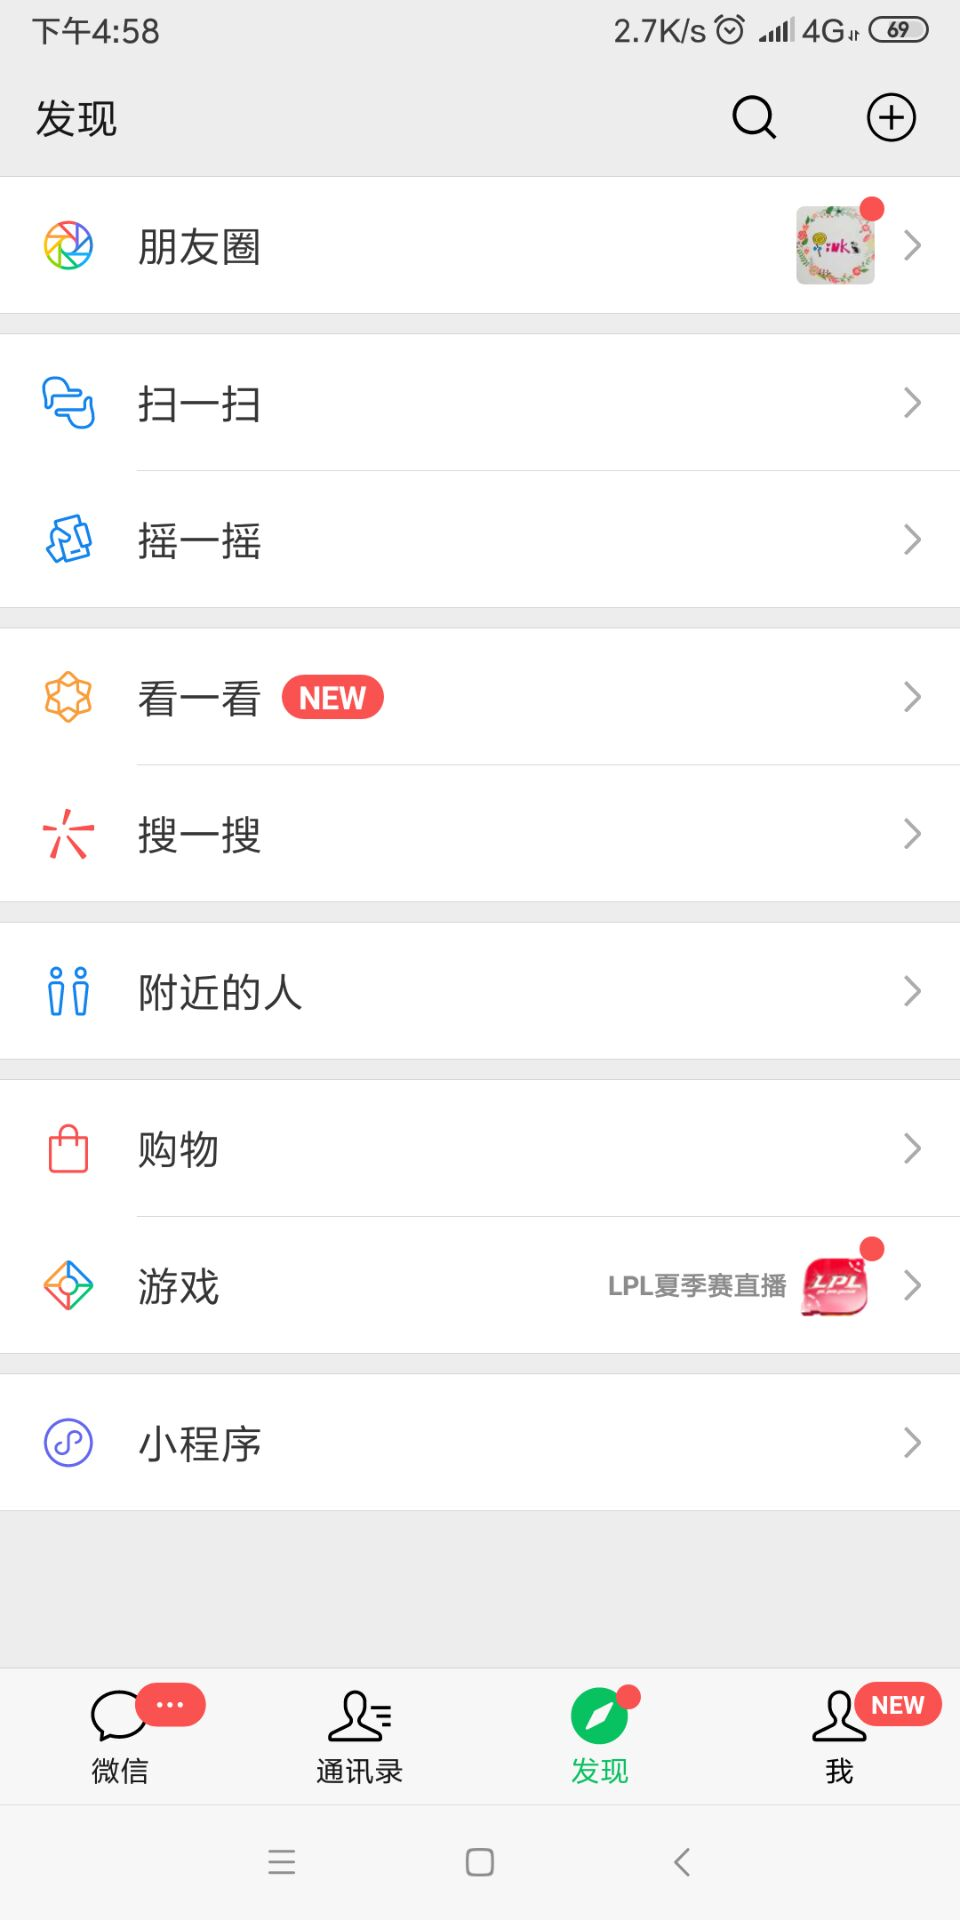 下午4:58 2.7K/s 4G 69
发现
朋友圈
扫一扫
摇一摇
看一看 NEW
搜一搜
附近的人
购物
游戏 LPL夏季赛直播 LPL
小程序
微信 通讯录 发现 我 NEW